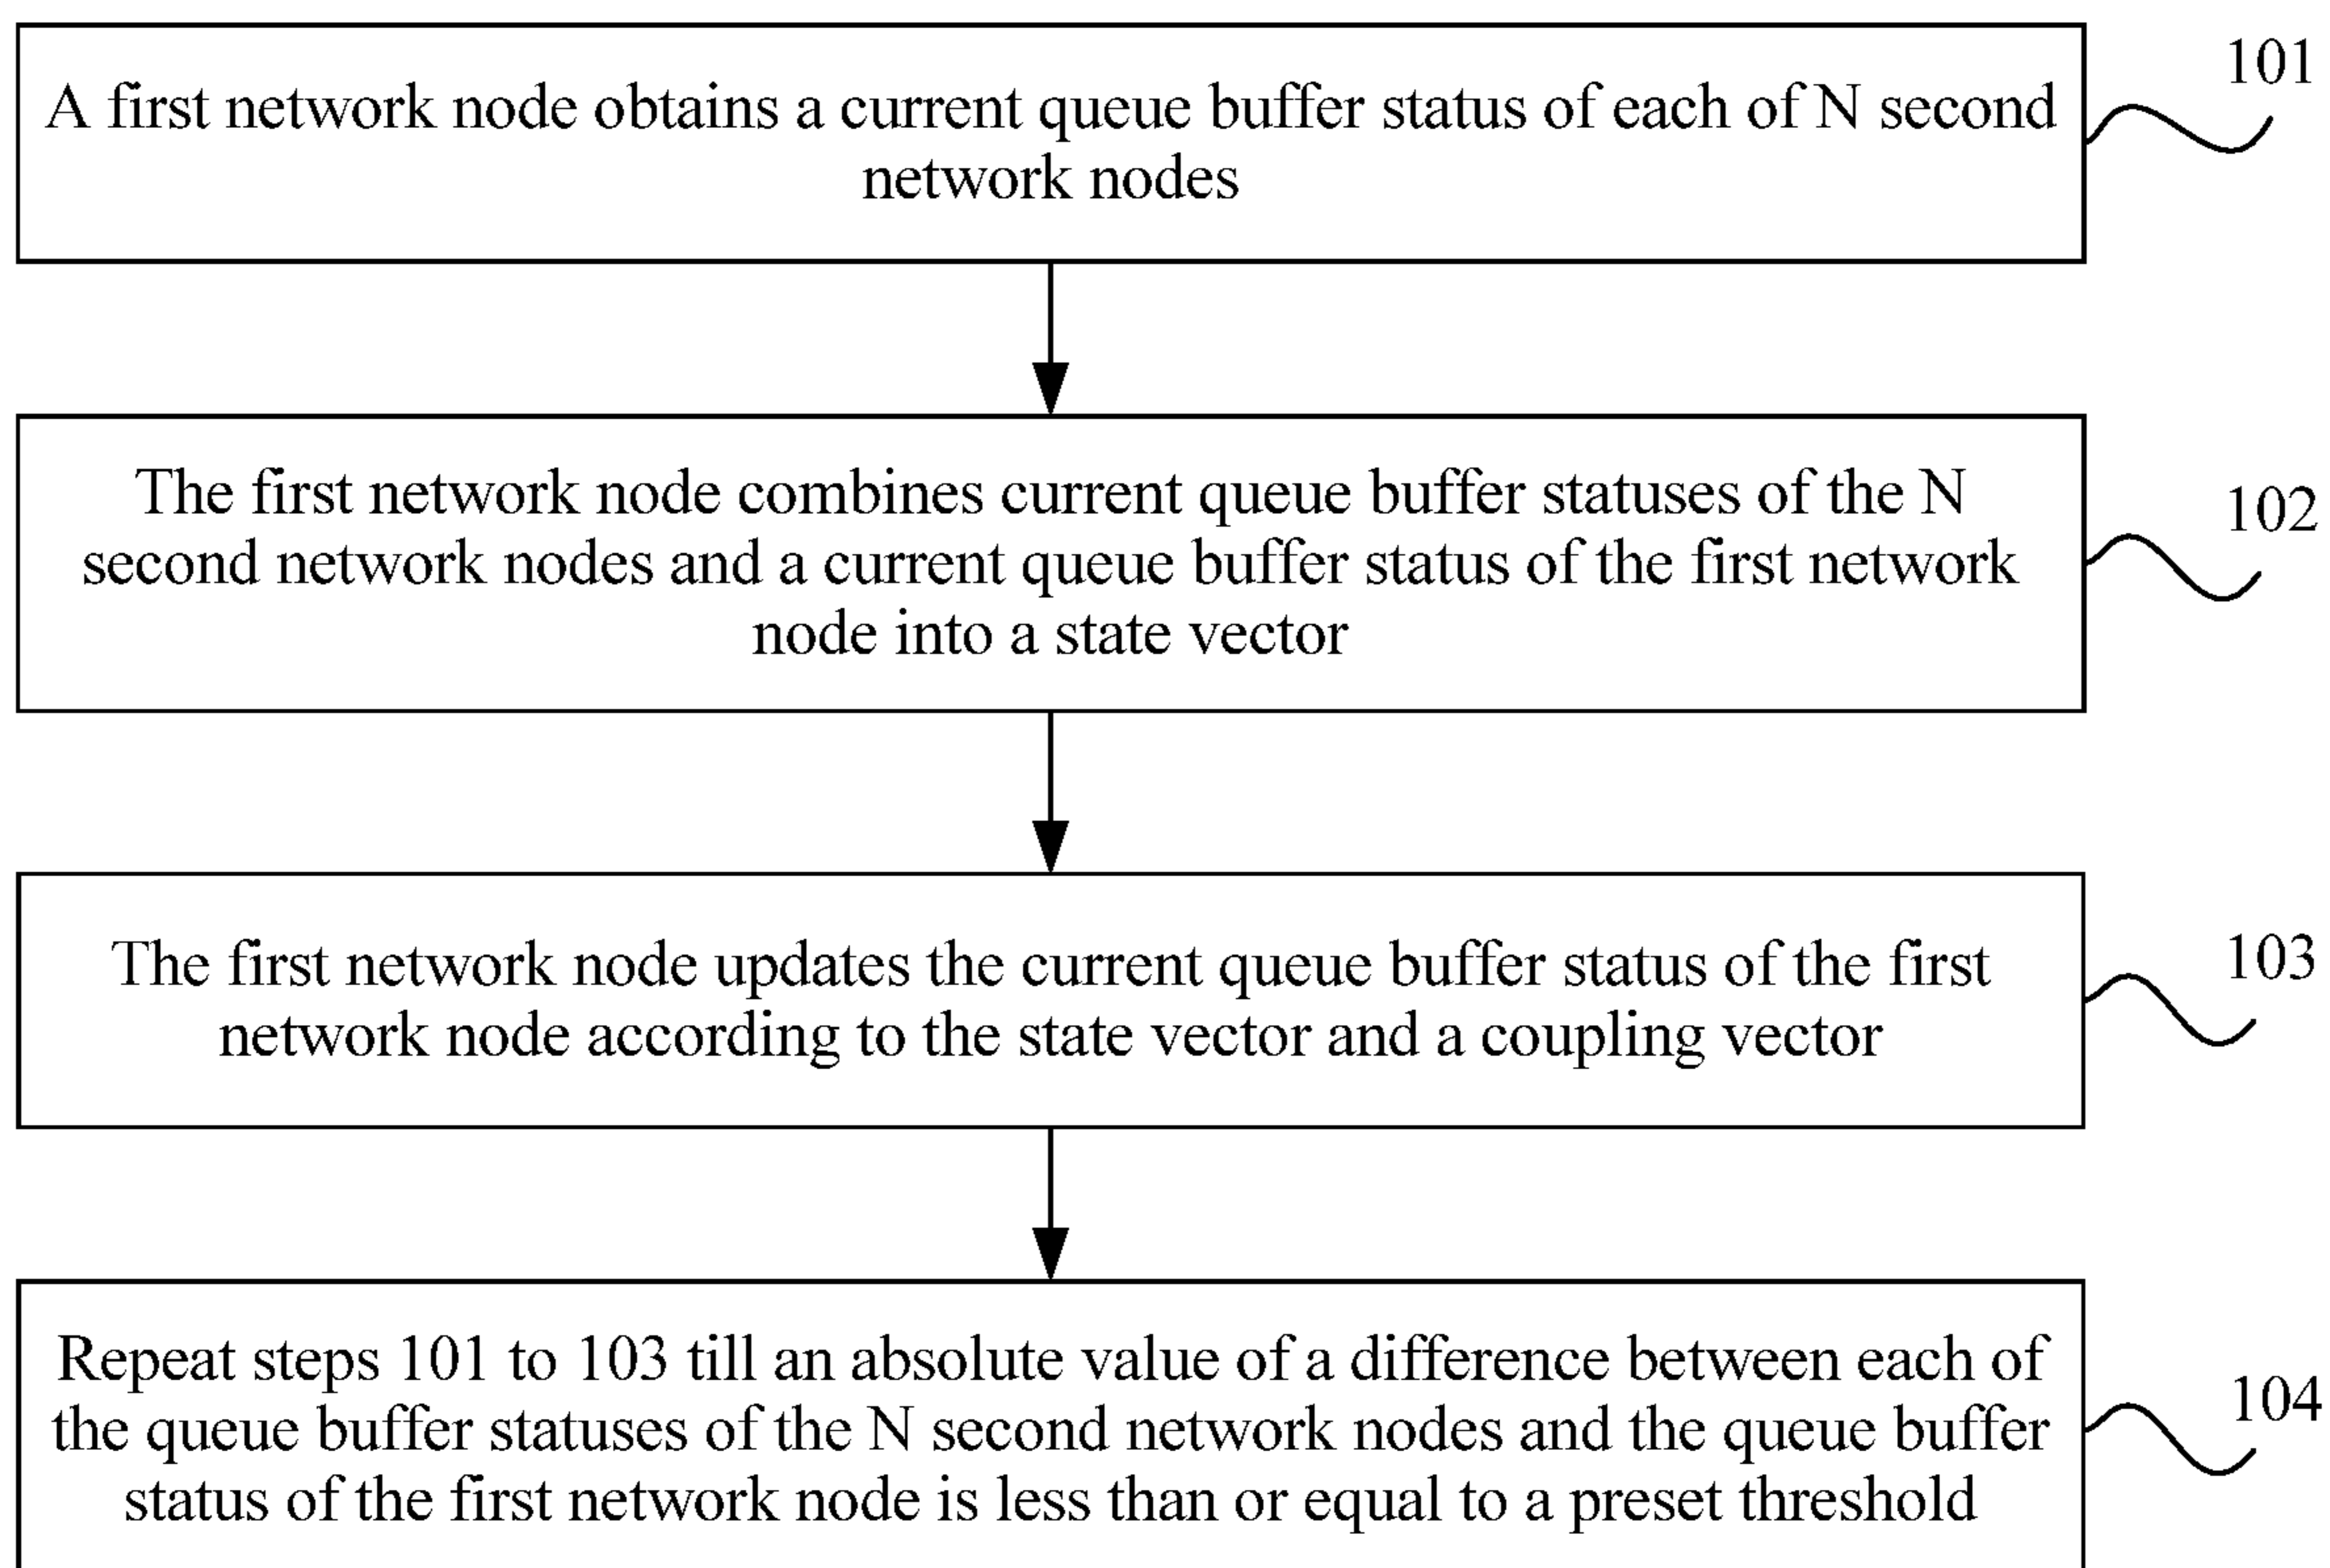 101
A first network node obtains a current queue buffer status of each of N second
network nodes
102
The first network node combines current queue buffer statuses of the N
second network nodes and a current queue buffer status of the first network
node into a state vector
103
The first network node updates the current queue buffer status of the first
network node according to the state vector and a coupling vector
104
Repeat steps 101 to 103 till an absolute value of a difference between each of
the queue buffer statuses of the N second network nodes and the queue buffer
status of the first network node is less than or equal to a preset threshold